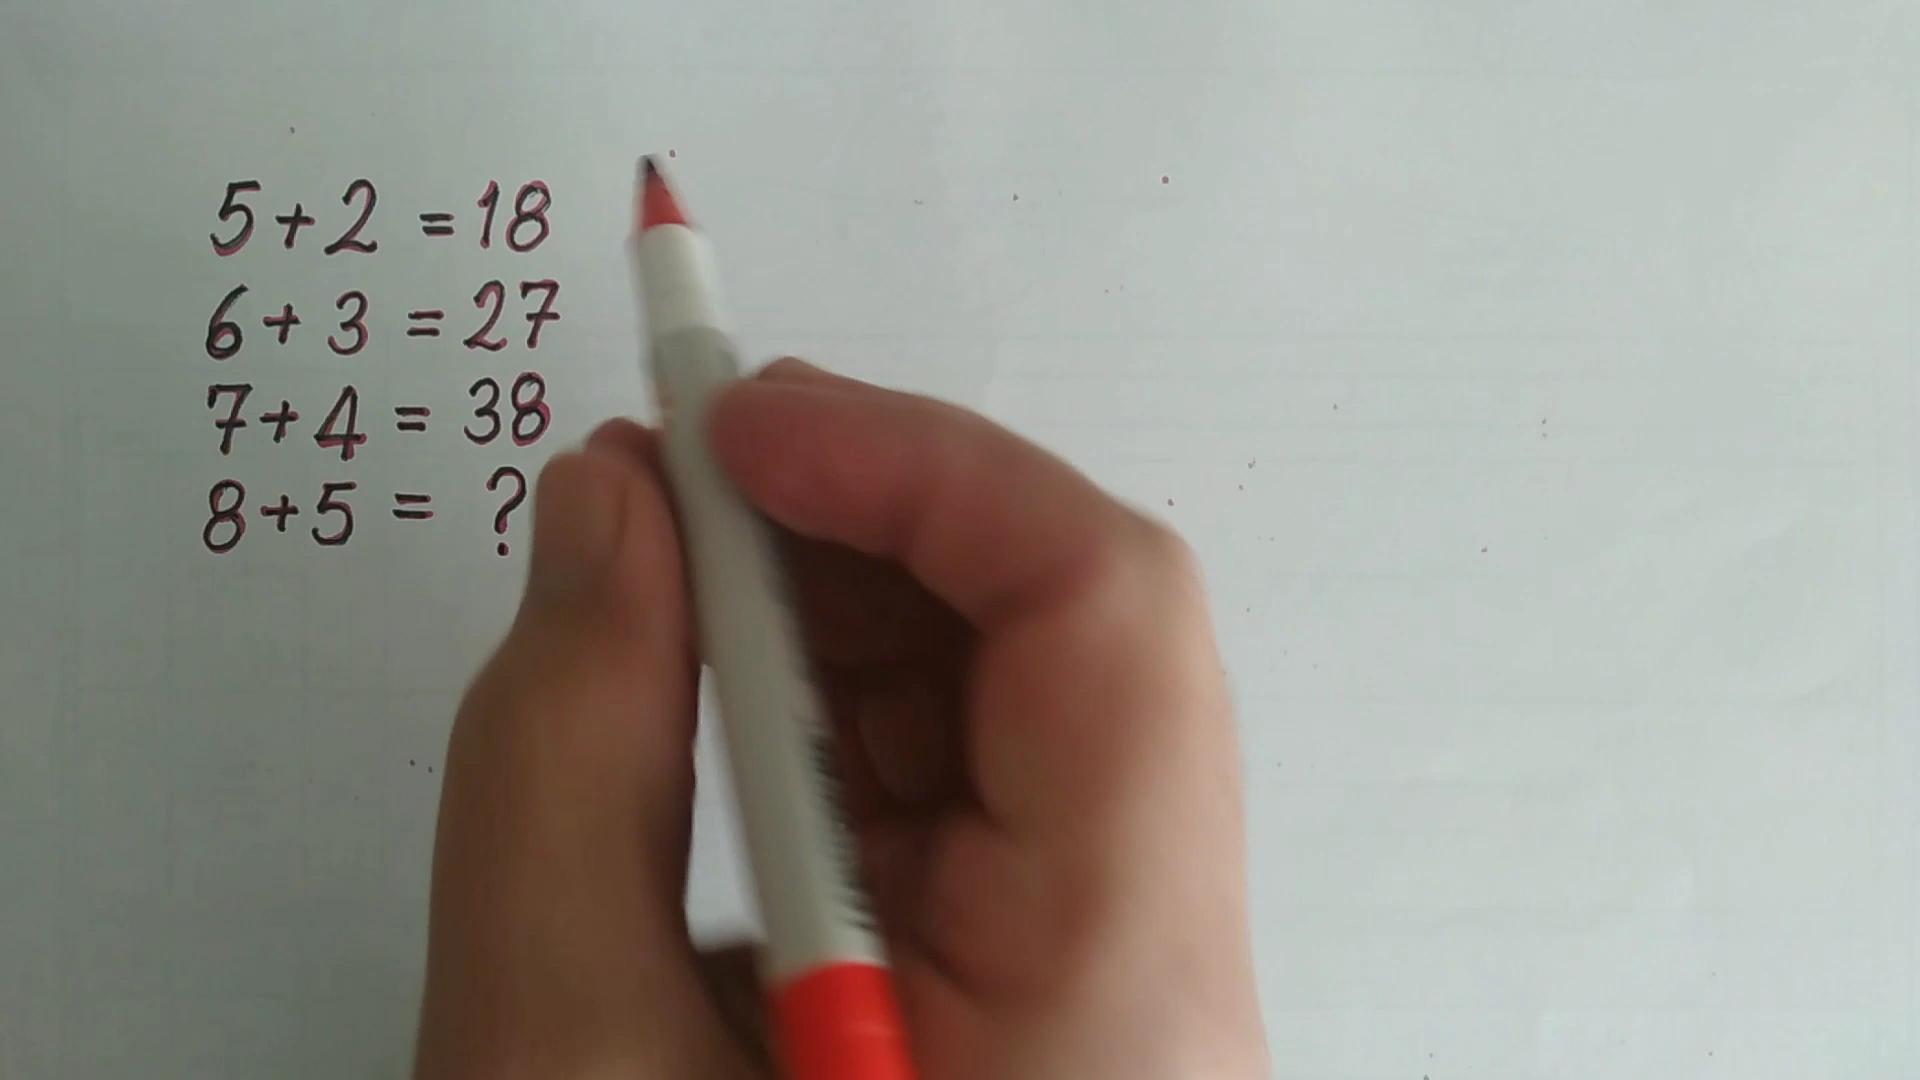 5+2 = 18
6+3 = 27
7+4 = 38
8+5 = ?